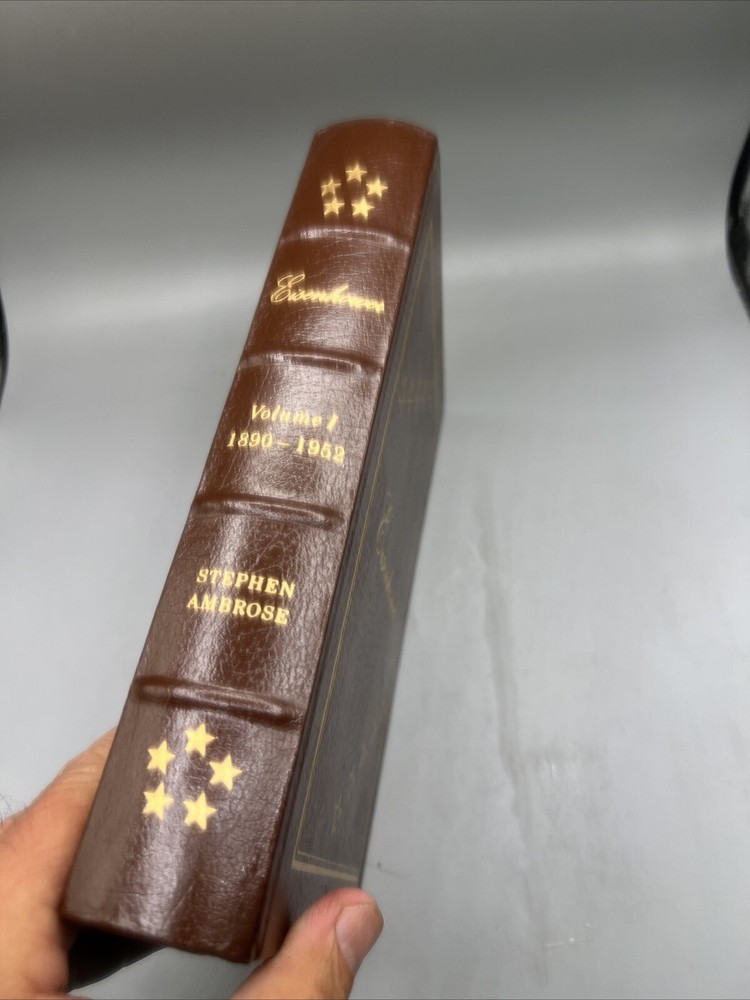 Eisenhower
Volume I
1890-1952
STEPHEN
AMBROSE